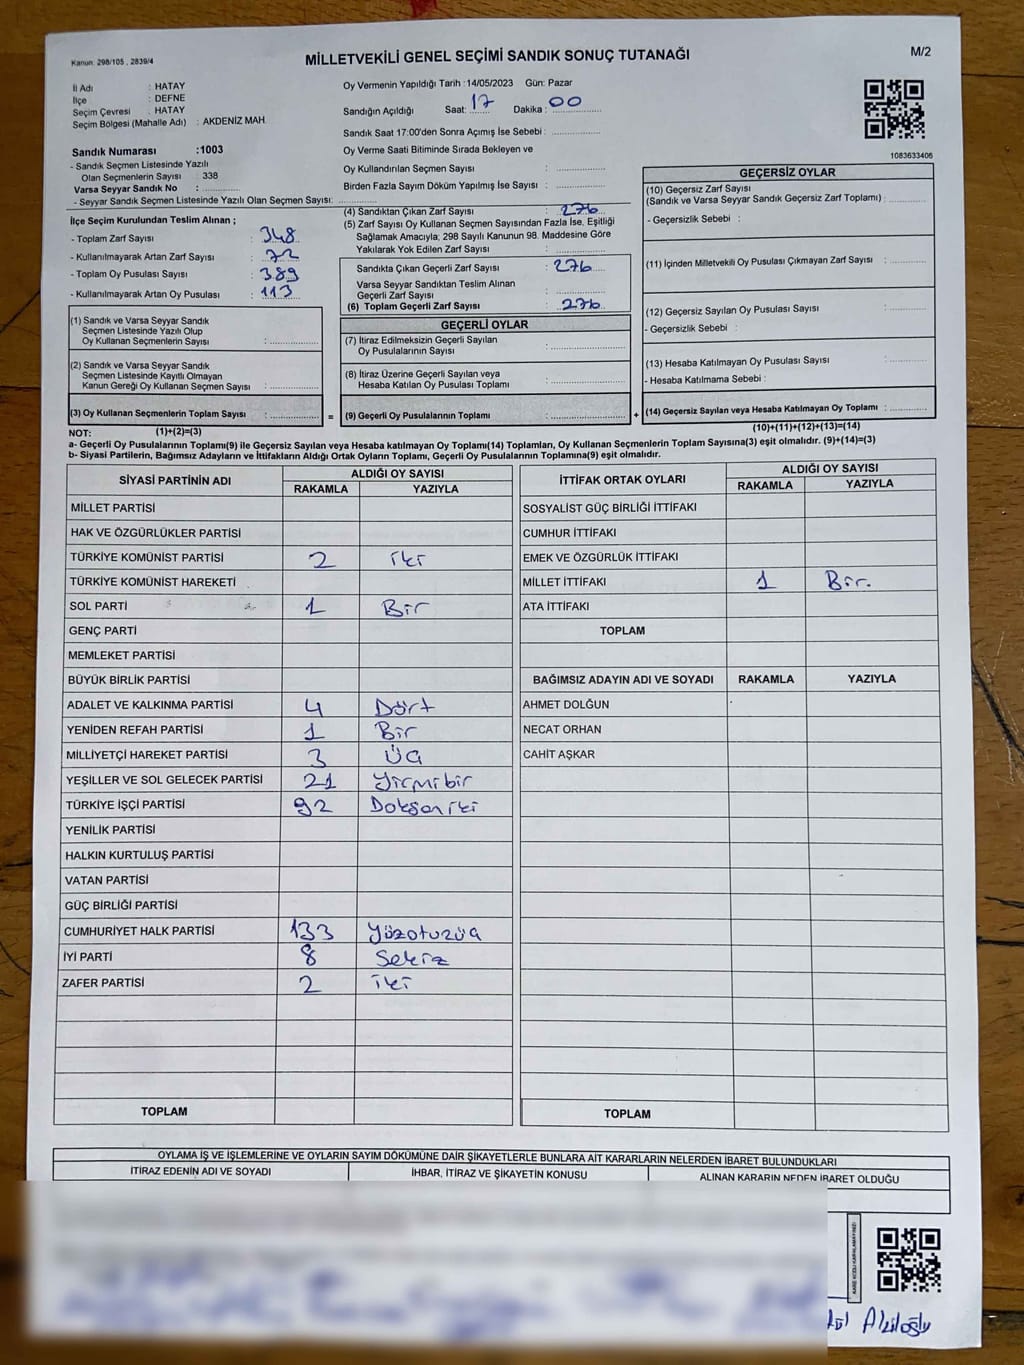 Kanun: 298/105 , 2839/4
MİLLETVEKİLİ GENEL SEÇİMİ SANDIK SONUÇ TUTANAĞI
M/2
İl Adı : HATAY
İlçe : DEFNE
Seçim Çevresi : HATAY
Seçim Bölgesi (Mahalle Adı) : AKDENİZ MAH.
Sandık Numarası :1003
- Sandık Seçmen Listesinde Yazılı
Olan Seçmenlerin Sayısı : 338
Varsa Seyyar Sandık No : ............
- Seyyar Sandık Seçmen Listesinde Yazılı Olan Seçmen Sayısı: ............
Oy Vermenin Yapıldığı Tarih :14/05/2023 Gün: Pazar
Sandığın Açıldığı Saat: 17 Dakika : 00
Sandık Saat 17:00'den Sonra Açımış İse Sebebi : ............
Oy Verme Saati Bitiminde Sırada Bekleyen ve
Oy Kullandırılan Seçmen Sayısı : ............
Birden Fazla Sayım Döküm Yapılmış İse Sayısı : ............
1083633406
İlçe Seçim Kurulundan Teslim Alınan ;
- Toplam Zarf Sayısı : 348
- Kullanılmayarak Artan Zarf Sayısı : 72
- Toplam Oy Pusulası Sayısı : 389
- Kullanılmayarak Artan Oy Pusulası : 113
(1) Sandık ve Varsa Seyyar Sandık
Seçmen Listesinde Yazılı Olup
Oy Kullanan Seçmenlerin Sayısı : ............
(2) Sandık ve Varsa Seyyar Sandık
Seçmen Listesinde Kayıtlı Olmayan
Kanun Gereği Oy Kullanan Seçmen Sayısı : ............
(3) Oy Kullanan Seçmenlerin Toplam Sayısı : ............ =
(1)+(2)=(3)
(4) Sandıktan Çıkan Zarf Sayısı : 276
(5) Zarf Sayısı Oy Kullanan Seçmen Sayısından Fazla İse, Eşitliği
Sağlamak Amacıyla; 298 Sayılı Kanunun 98. Maddesine Göre
Yakılarak Yok Edilen Zarf Sayısı : ............
Sandıkta Çıkan Geçerli Zarf Sayısı : 276
Varsa Seyyar Sandıktan Teslim Alınan
Geçerli Zarf Sayısı : ............
(6) Toplam Geçerli Zarf Sayısı : 276
GEÇERLİ OYLAR
(7) İtiraz Edilmeksizin Geçerli Sayılan
Oy Pusulalarının Sayısı : ............
(8) İtiraz Üzerine Geçerli Sayılan veya
Hesaba Katılan Oy Pusulası Toplamı : ............
(9) Geçerli Oy Pusulalarının Toplamı : ............ +
GEÇERSİZ OYLAR
(10) Geçersiz Zarf Sayısı
(Sandık ve Varsa Seyyar Sandık Geçersiz Zarf Toplamı) : ............
- Geçersizlik Sebebi :
(11) İçinden Milletvekili Oy Pusulası Çıkmayan Zarf Sayısı : ............
(12) Geçersiz Sayılan Oy Pusulası Sayısı : ............
- Geçersizlik Sebebi :
(13) Hesaba Katılmayan Oy Pusulası Sayısı : ............
- Hesaba Katılmama Sebebi :
(14) Geçersiz Sayılan veya Hesaba Katılmayan Oy Toplamı : ............
(10)+(11)+(12)+(13)=(14)
NOT:
a- Geçerli Oy Pusulalarının Toplamı(9) ile Geçersiz Sayılan veya Hesaba katılmayan Oy Toplamı(14) Toplamları, Oy Kullanan Seçmenlerin Toplam Sayısına(3) eşit olmalıdır. (9)+(14)=(3)
b- Siyasi Partilerin, Bağımsız Adayların ve İttifakların Aldığı Ortak Oyların Toplamı, Geçerli Oy Pusulalarının Toplamına(9) eşit olmalıdır.
SİYASİ PARTİNİN ADI ALDIĞI OY SAYISI
RAKAMLA YAZIYLA
MİLLET PARTİSİ
HAK VE ÖZGÜRLÜKLER PARTİSİ
TÜRKİYE KOMÜNİST PARTİSİ 2 iki
TÜRKİYE KOMÜNİST HAREKETİ
SOL PARTİ 1 Bir
GENÇ PARTİ
MEMLEKET PARTİSİ
BÜYÜK BİRLİK PARTİSİ
ADALET VE KALKINMA PARTİSİ 4 Dört
YENİDEN REFAH PARTİSİ 1 Bir
MİLLİYETÇİ HAREKET PARTİSİ 3 Üç
YEŞİLLER VE SOL GELECEK PARTİSİ 21 Yirmibir
TÜRKİYE İŞÇİ PARTİSİ 92 Doksan iki
YENİLİK PARTİSİ
HALKIN KURTULUŞ PARTİSİ
VATAN PARTİSİ
GÜÇ BİRLİĞİ PARTİSİ
CUMHURİYET HALK PARTİSİ 133 Yüzotuzüç
İYİ PARTİ 8 Sekiz
ZAFER PARTİSİ 2 iki
TOPLAM
İTTİFAK ORTAK OYLARI ALDIĞI OY SAYISI
RAKAMLA YAZIYLA
SOSYALİST GÜÇ BİRLİĞİ İTTİFAKI
CUMHUR İTTİFAKI
EMEK VE ÖZGÜRLÜK İTTİFAKI
MİLLET İTTİFAKI 1 Bir.
ATA İTTİFAKI
TOPLAM
BAĞIMSIZ ADAYIN ADI VE SOYADI RAKAMLA YAZIYLA
AHMET DOLĞUN
NECAT ORHAN
CAHİT AŞKAR
TOPLAM
OYLAMA İŞ VE İŞLEMLERİNE VE OYLARIN SAYIM DÖKÜMÜNE DAİR ŞİKAYETLERLE BUNLARA AİT KARARLARIN NELERDEN İBARET BULUNDUKLARI
İTİRAZ EDENİN ADI VE SOYADI İHBAR, İTİRAZ VE ŞİKAYETİN KONUSU ALINAN KARARIN NEDEN İBARET OLDUĞU